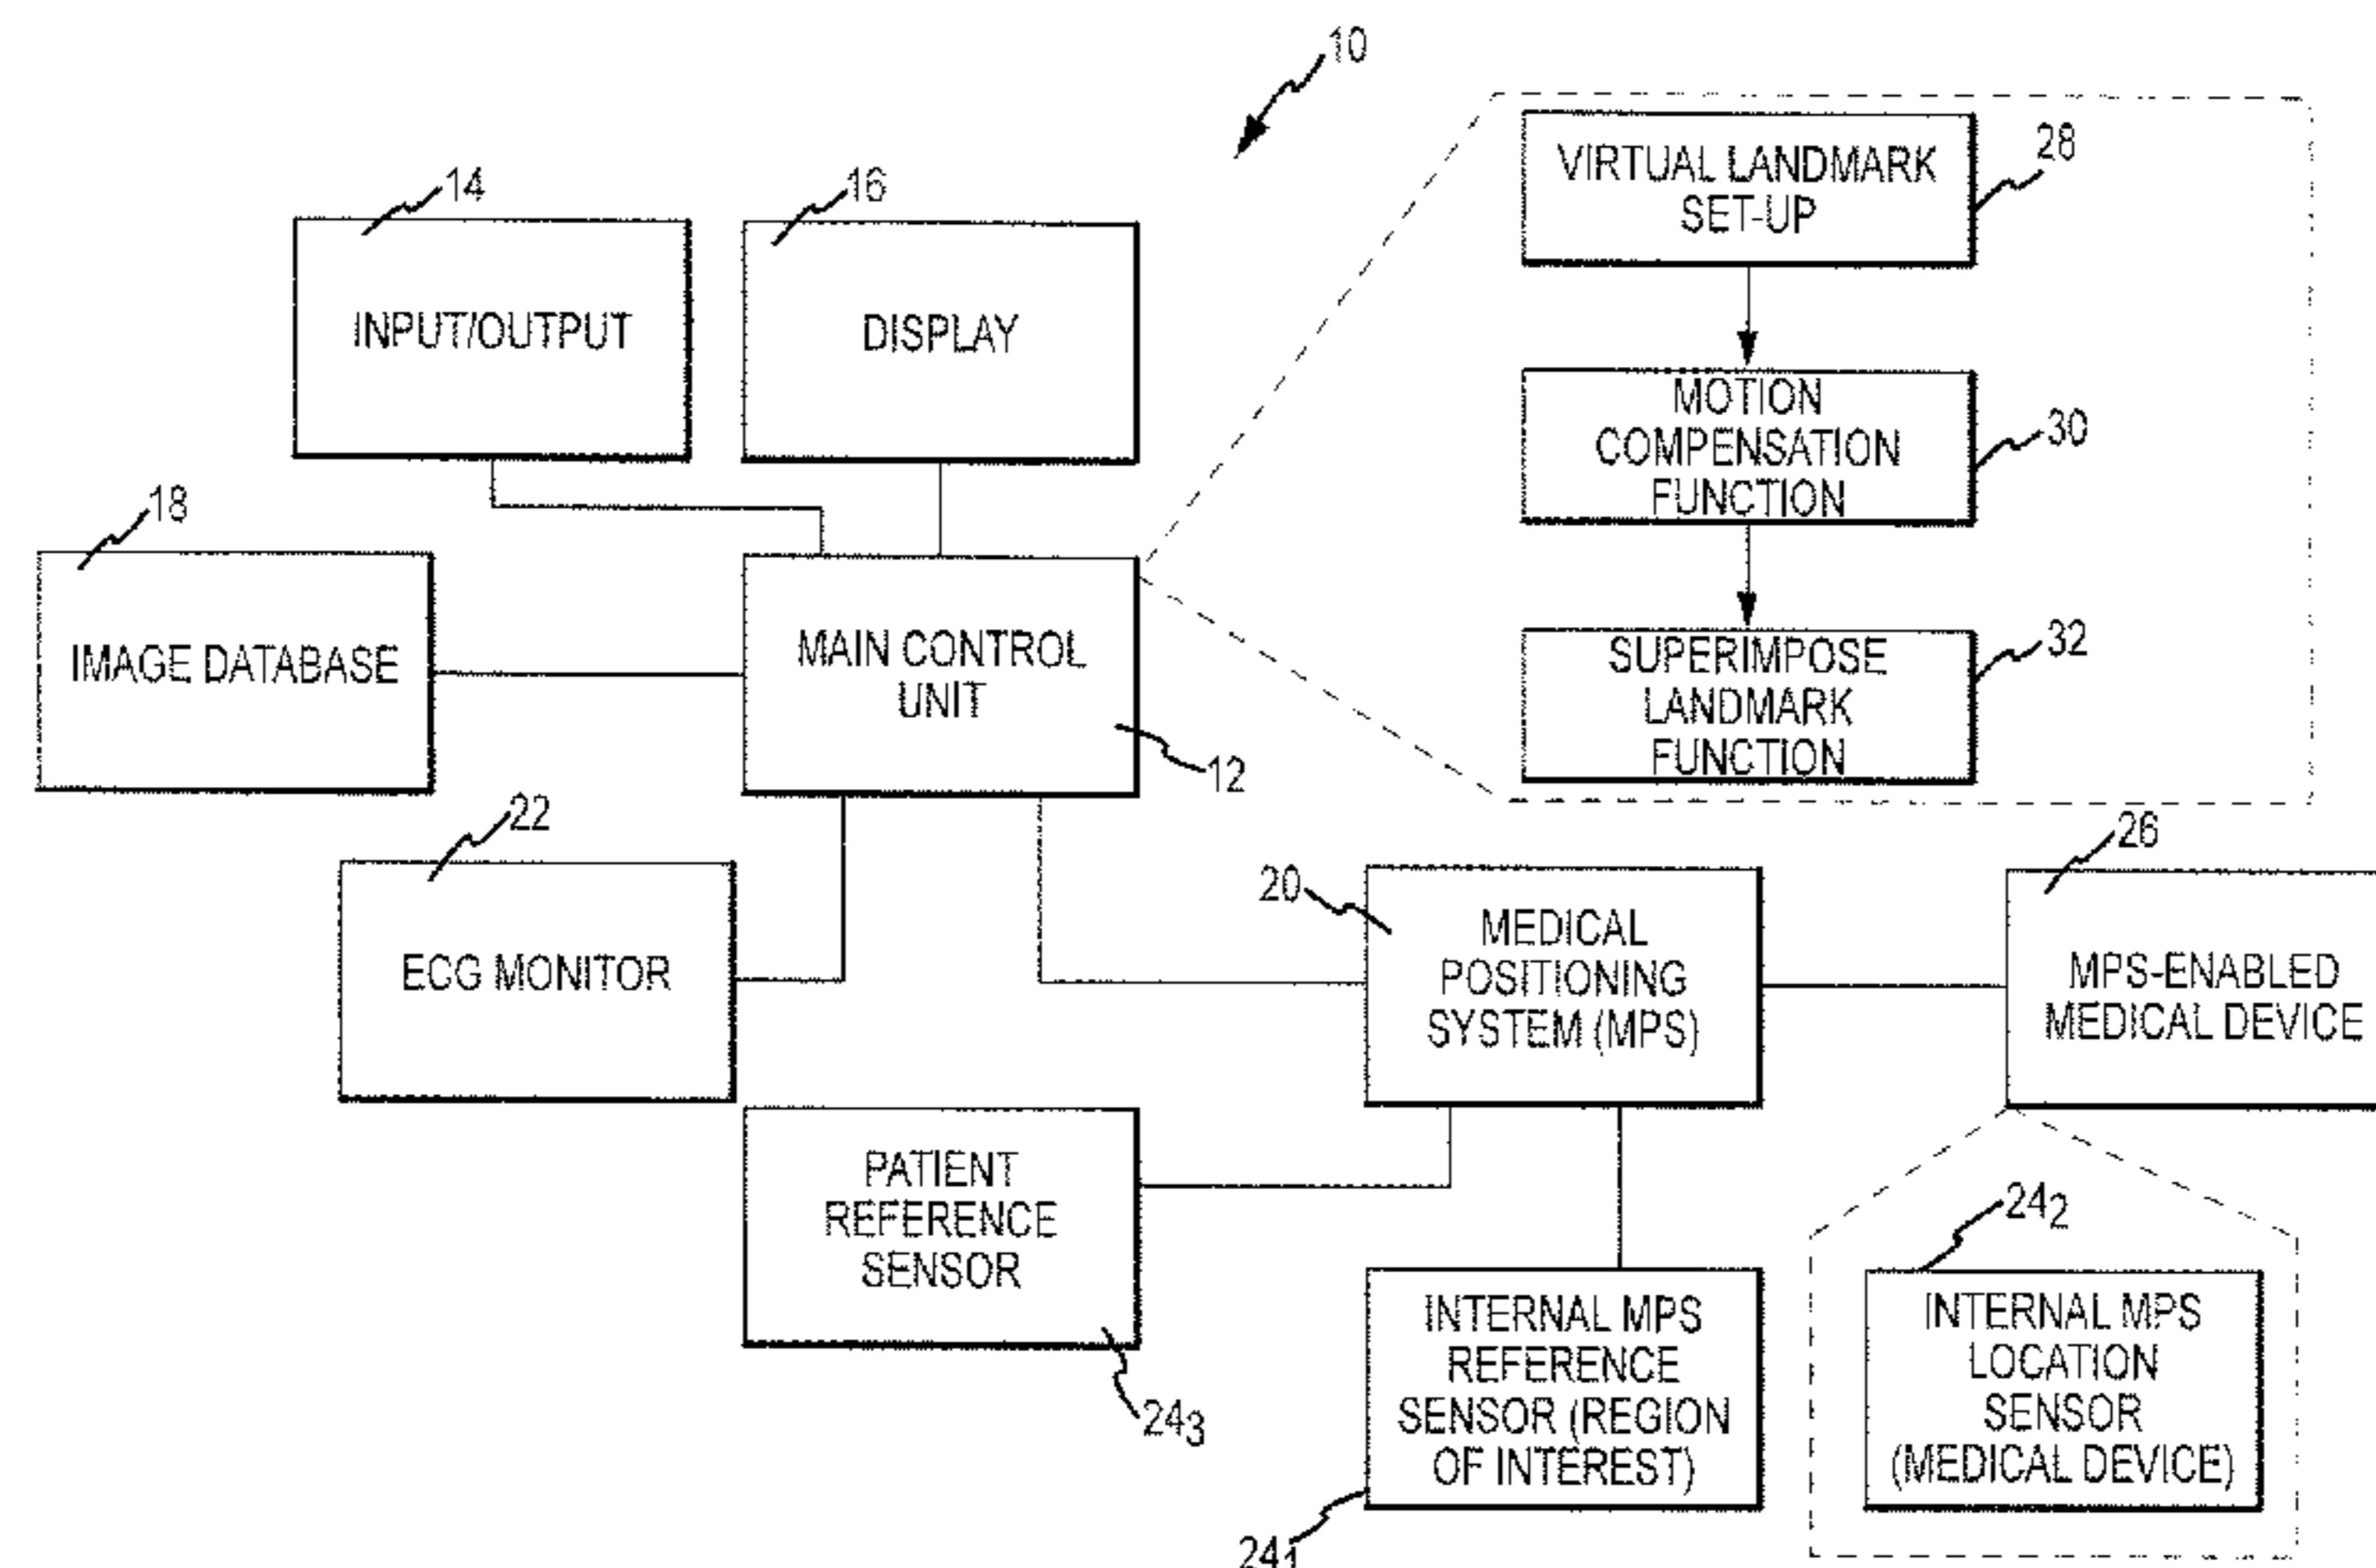 10
14
INPUT/OUTPUT
16
DISPLAY
VIRTUAL LANDMARK
SET-UP
28
MOTION
COMPENSATION
FUNCTION
30
SUPERIMPOSE
LANDMARK
FUNCTION
32
18
IMAGE DATABASE
MAIN CONTROL
UNIT
12
22
ECG MONITOR
20
MEDICAL
POSITIONING
SYSTEM (MPS)
26
MPS-ENABLED
MEDICAL DEVICE
PATIENT
REFERENCE
SENSOR
243
INTERNAL MPS
REFERENCE
SENSOR (REGION
OF INTEREST)
241
242
INTERNAL MPS
LOCATION
SENSOR
(MEDICAL DEVICE)